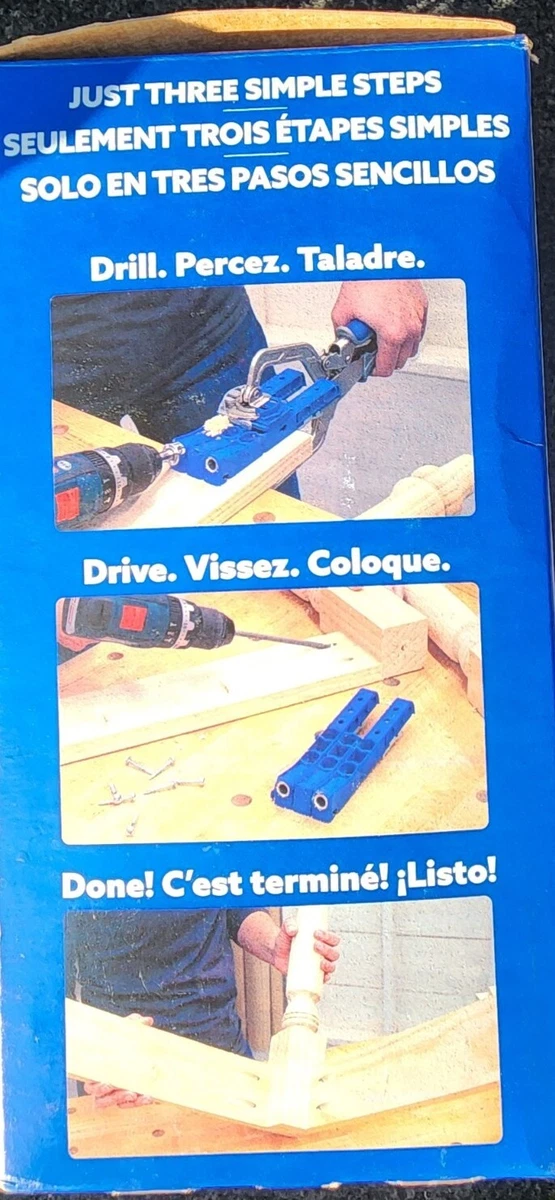 JUST THREE SIMPLE STEPS
SEULEMENT TROIS ÉTAPES SIMPLES
SOLO EN TRES PASOS SENCILLOS
Drill. Percez. Taladre.
Drive. Vissez. Coloque.
Done! C'est terminé! ¡Listo!